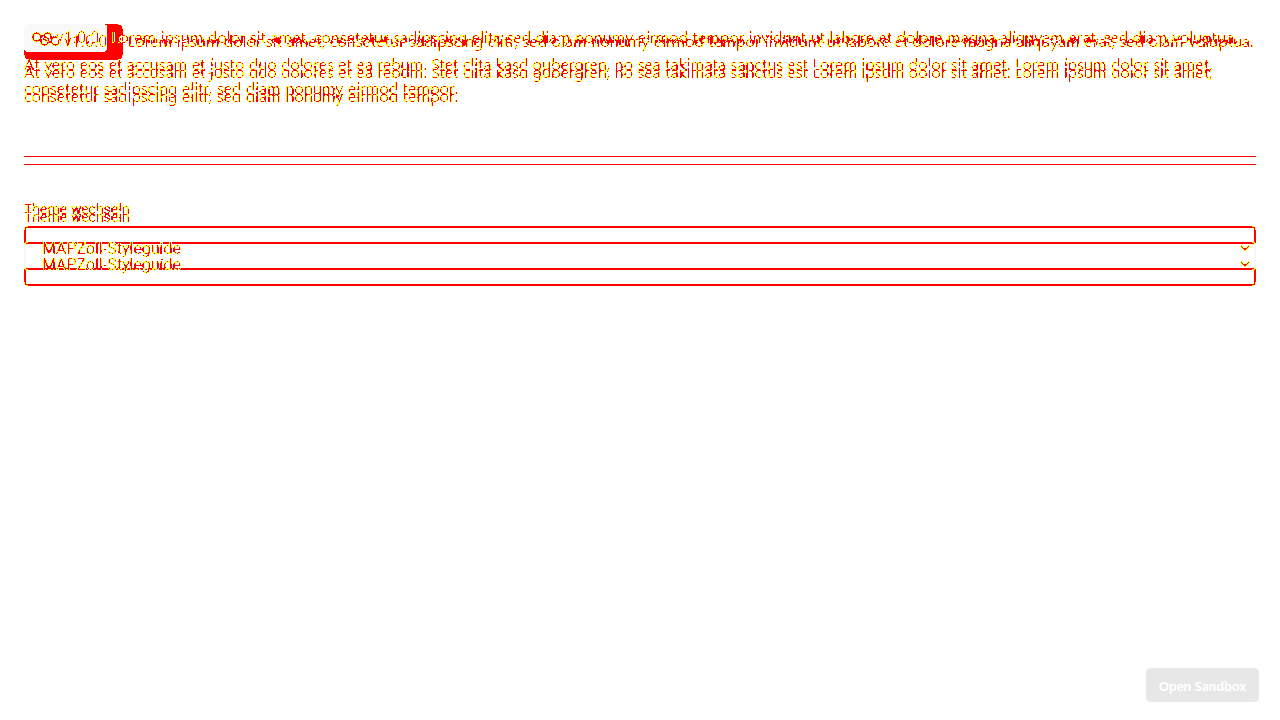 v1.0.0 Lorem ipsum dolor sit amet, consetetur sadipscing elitr, sed diam nonumy eirmod tempor invidunt ut labore et dolore magna aliquyam erat, sed diam voluptua.
At vero eos et accusam et justo duo dolores et ea rebum. Stet clita kasd gubergren, no sea takimata sanctus est Lorem ipsum dolor sit amet. Lorem ipsum dolor sit amet,
consetetur sadipscing elitr, sed diam nonumy eirmod tempor.
Theme wechseln
MAPZoll-Styleguide
MAPZoll-Styleguide
Open Sandbox